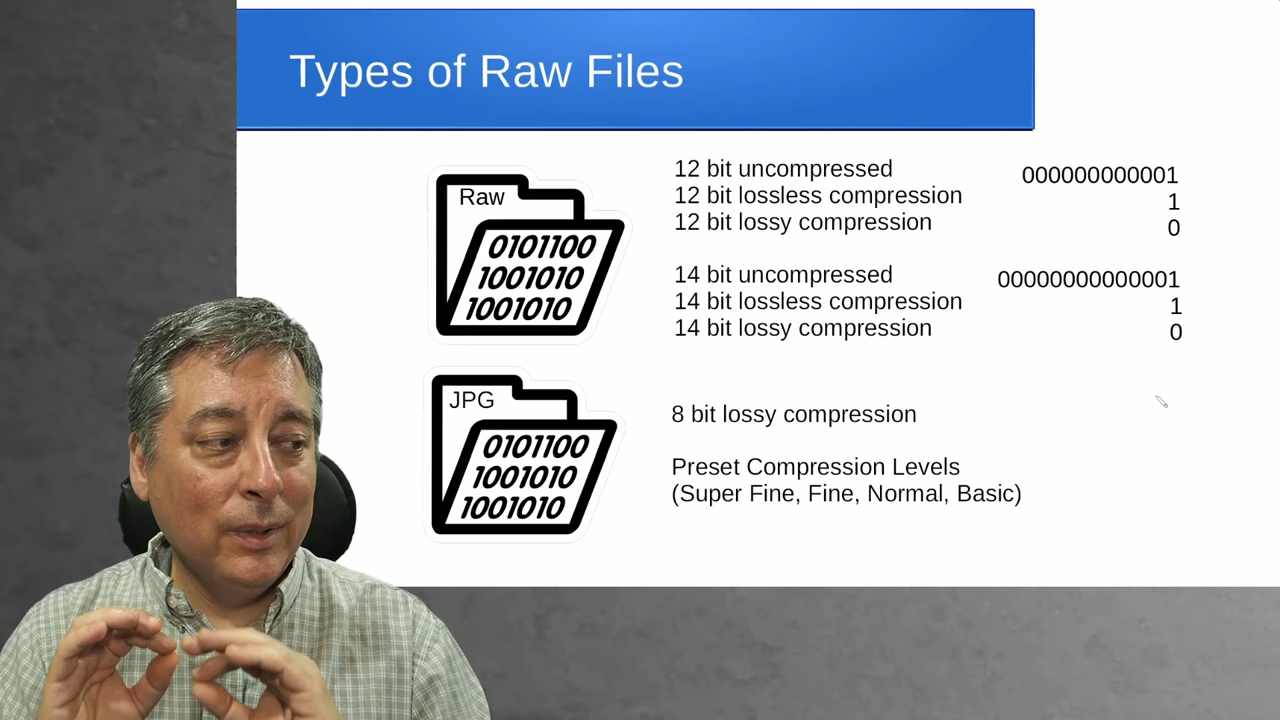 Types of Raw Files
Raw
0101100
1001010
1001010
12 bit uncompressed 000000000001
12 bit lossless compression 1
12 bit lossy compression 0
14 bit uncompressed 00000000000001
14 bit lossless compression 1
14 bit lossy compression 0
JPG
0101100
1001010
1001010
8 bit lossy compression
Preset Compression Levels
(Super Fine, Fine, Normal, Basic)